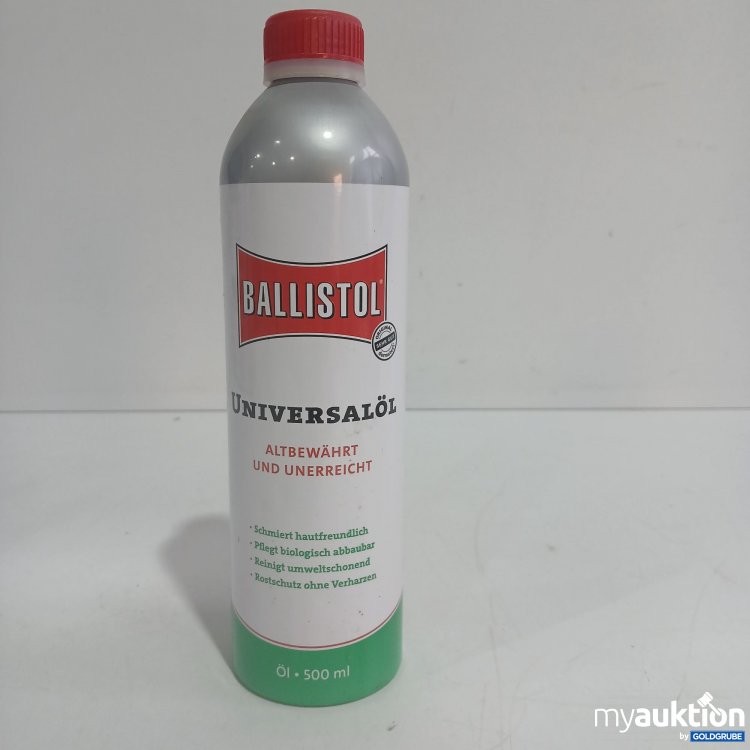 BALLISTOL®
UNIVERSALÖL
ALTBEWÄHRT
UND UNERREICHT
· Schmiert hautfreundlich
· Pflegt biologisch abbaubar
· Reinigt umweltschonend
· Rostschutz ohne Verharzen
Öl • 500 ml
myauktion
by GOLDGRUBE